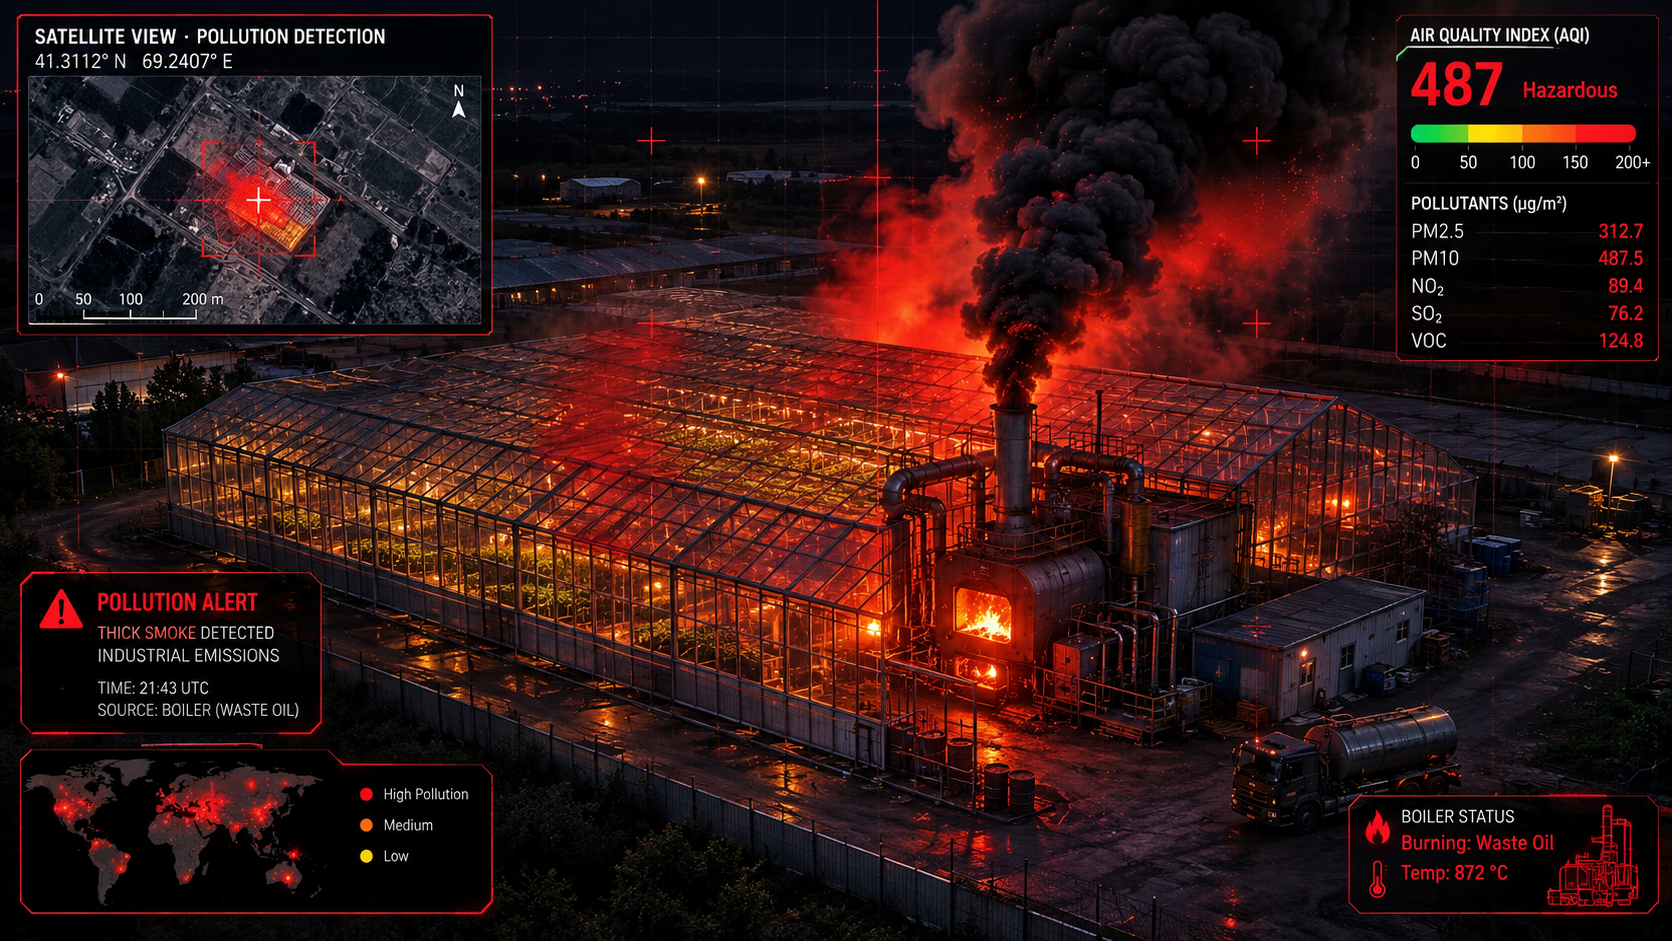 SATELLITE VIEW · POLLUTION DETECTION
41.3112° N 69.2407° E
N
0 50 100 200 m
AIR QUALITY INDEX (AQI)
487 Hazardous
0 50 100 150 200+
POLLUTANTS (µg/m²)
PM2.5 312.7
PM10 487.5
NO₂ 89.4
SO₂ 76.2
VOC 124.8
POLLUTION ALERT
THICK SMOKE DETECTED
INDUSTRIAL EMISSIONS
TIME: 21:43 UTC
SOURCE: BOILER (WASTE OIL)
High Pollution
Medium
Low
BOILER STATUS
Burning: Waste Oil
Temp: 872 °C